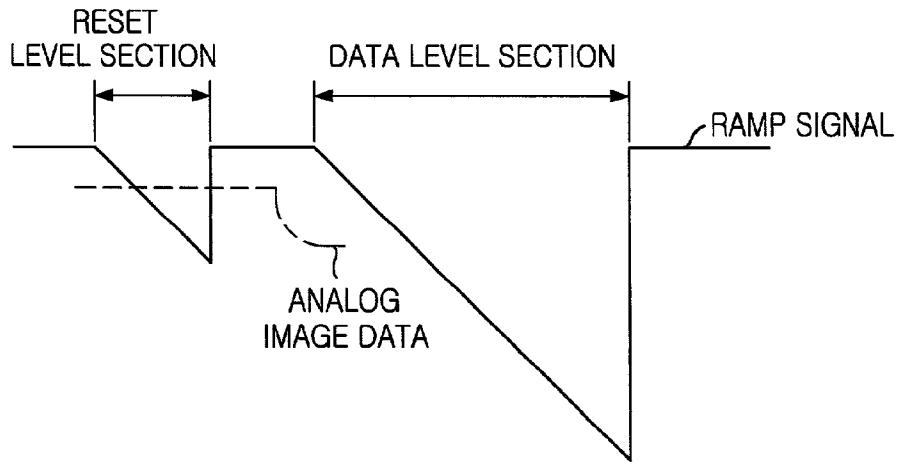 RESET
LEVEL SECTION
DATA LEVEL SECTION
RAMP SIGNAL
ANALOG
IMAGE DATA